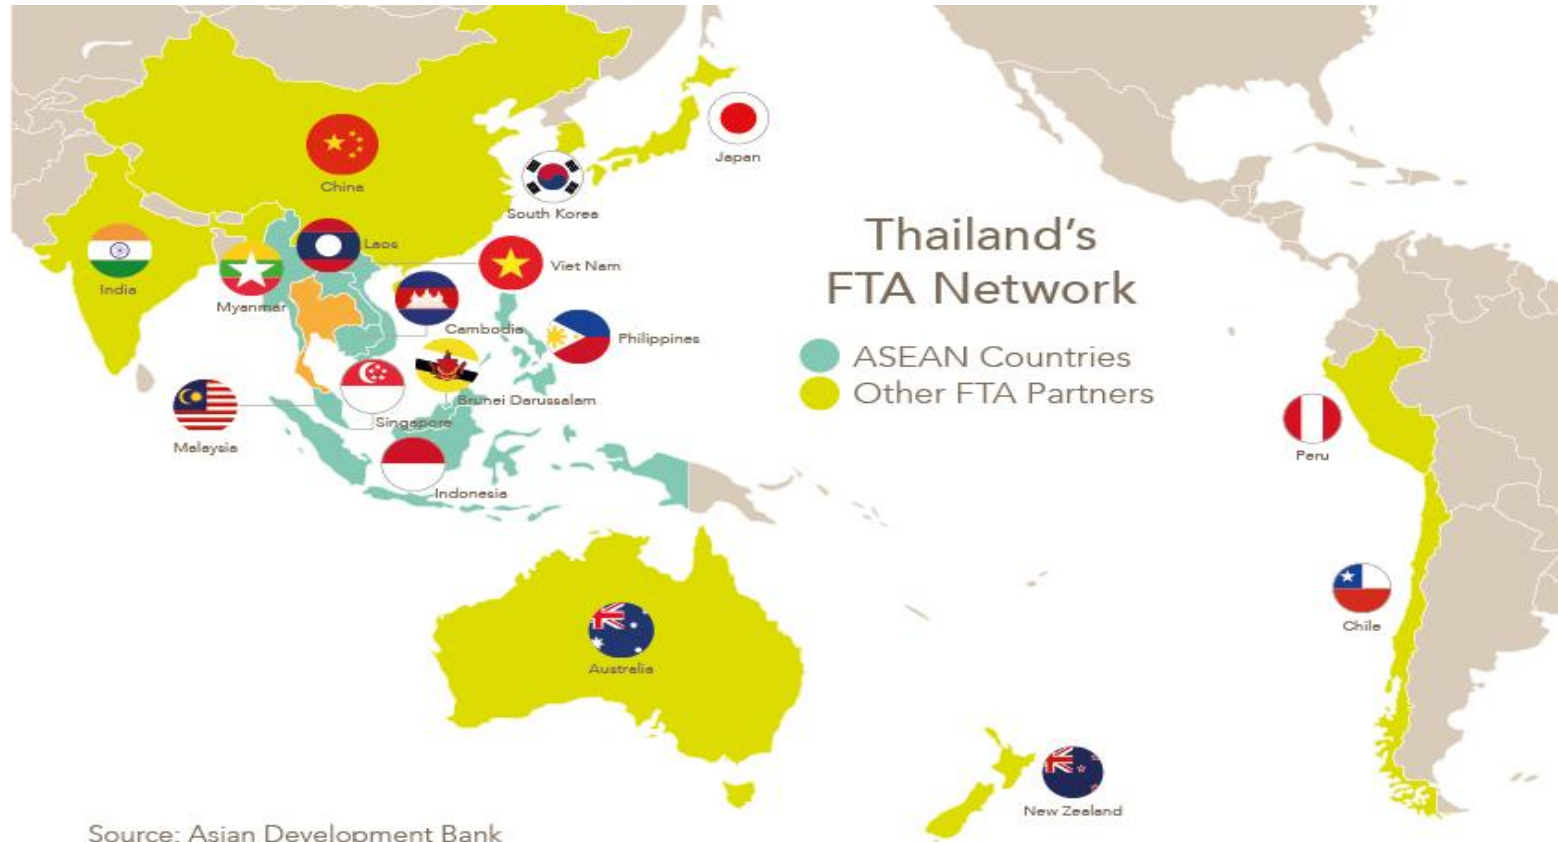 Japan
China
South Korea
Thailand's
FTA Network
Laos
Viet Nam
India
Myanmar
Cambodia
Philippines
ASEAN Countries
Other FTA Partners
Brunei Darussalam
Singapore
Malaysia
Peru
Indonesia
Chile
Australia
New Zealand
Source: Asian Development Bank